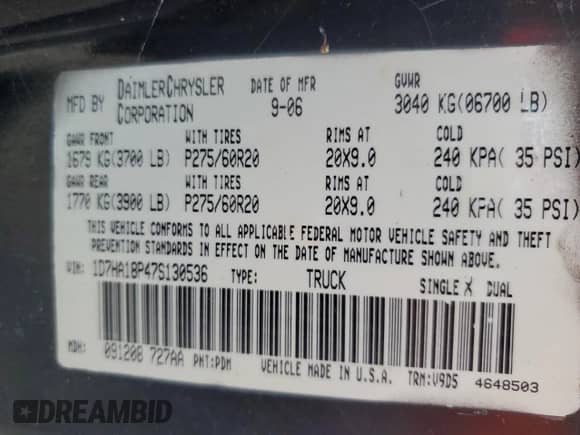 MFD BY DAIMLERCHRYSLER CORPORATION DATE OF MFR 9-06 GVWR 3040 KG(06700 LB)
GAWR FRONT WITH TIRES RIMS AT COLD
1679 KG(3700 LB) P275/60R20 20X9.0 240 KPA( 35 PSI)
GAWR REAR WITH TIRES RIMS AT COLD
1770 KG(3900 LB) P275/60R20 20X9.0 240 KPA( 35 PSI)
THIS VEHICLE CONFORMS TO ALL APPLICABLE FEDERAL MOTOR VEHICLE SAFETY AND THEFT
PREVENTION STANDARDS IN EFFECT ON THE DATE OF MANUFACTURE SHOWN ABOVE.
VIN: 1D7HA18P47S130536 TYPE: TRUCK SINGLE X DUAL
MDH: 091208 727AA PNT:PDM VEHICLE MADE IN U.S.A. TRN:V9D5 4648503
DREAMBID